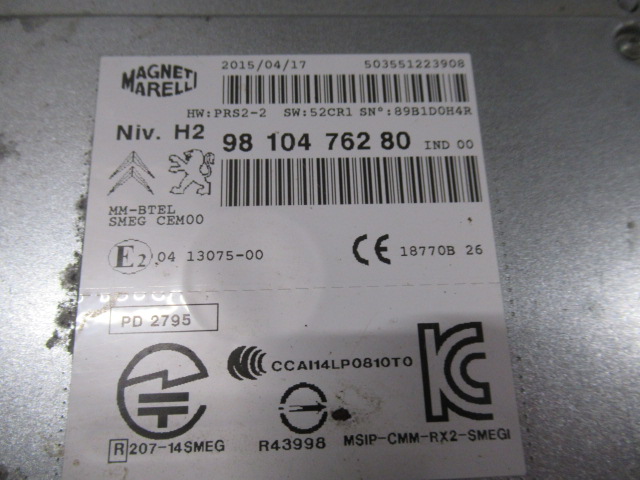 MAGNETI MARELLI
2015/04/17 503551223908
HW:PRS2-2 SW:52CR1 SN°:89B1D0H4R
Niv. H2 98 104 762 80 IND 00
MM-BTEL
SMEG CEM00
E2 04 13075-00 CE 18770B 26
PD 2795
CCAI14LP0810T0
R 207-14SMEG R43998 MSIP-CMM-RX2-SMEGI